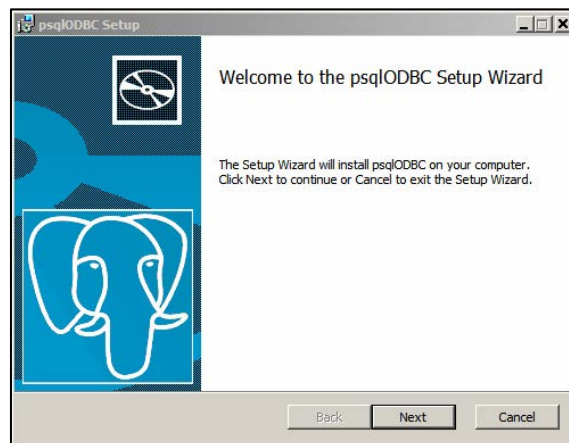 psqlODBC Setup
Welcome to the psqlODBC Setup Wizard
The Setup Wizard will install psqlODBC on your computer.
Click Next to continue or Cancel to exit the Setup Wizard.
Back Next Cancel